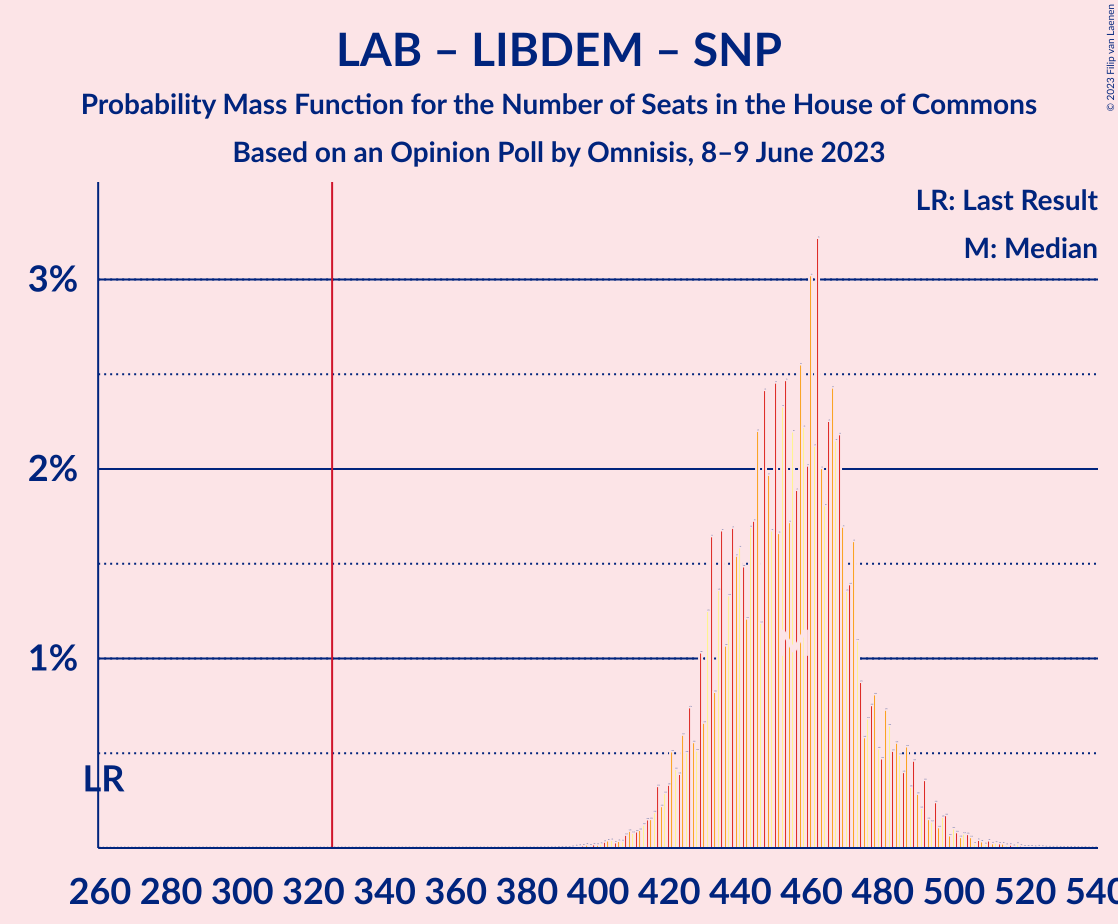 LAB – LIBDEM – SNP
Probability Mass Function for the Number of Seats in the House of Commons
Based on an Opinion Poll by Omnisis, 8–9 June 2023
© 2023 Filip van Laenen
LR: Last Result
M: Median
3%
2%
1%
M
LR
260 280 300 320 340 360 380 400 420 440 460 480 500 520 540